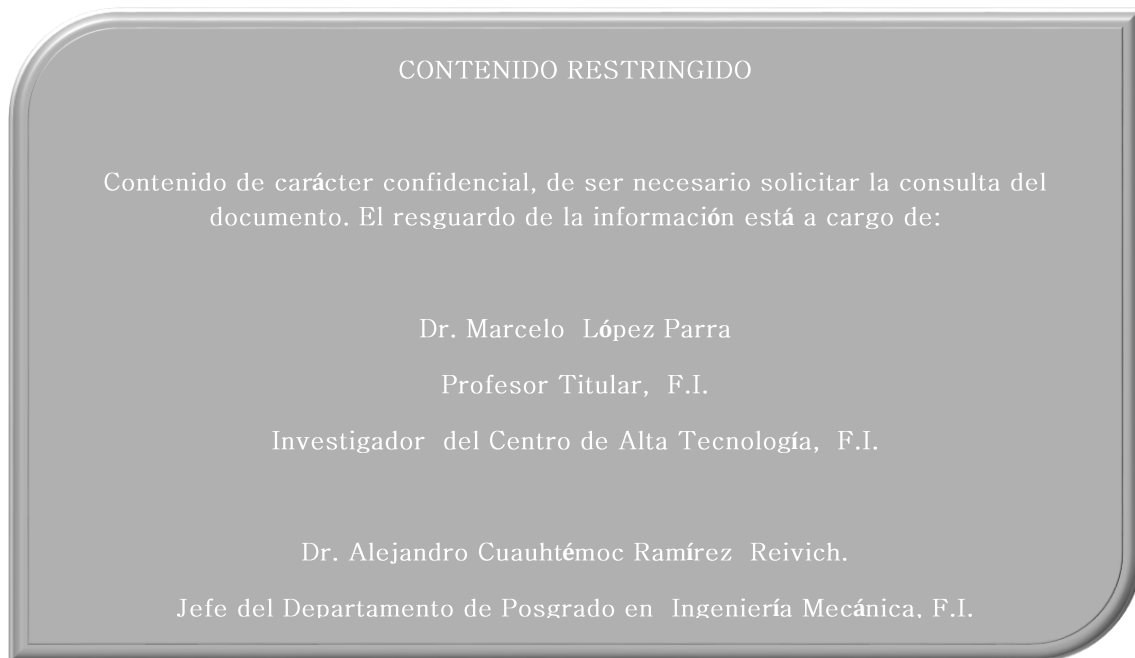 CONTENIDO RESTRINGIDO
Contenido de carácter confidencial, de ser necesario solicitar la consulta del
documento. El resguardo de la información está a cargo de:
Dr. Marcelo López Parra
Profesor Titular, F.I.
Investigador del Centro de Alta Tecnología, F.I.
Dr. Alejandro Cuauhtémoc Ramírez Reivich.
Jefe del Departamento de Posgrado en Ingeniería Mecánica, F.I.